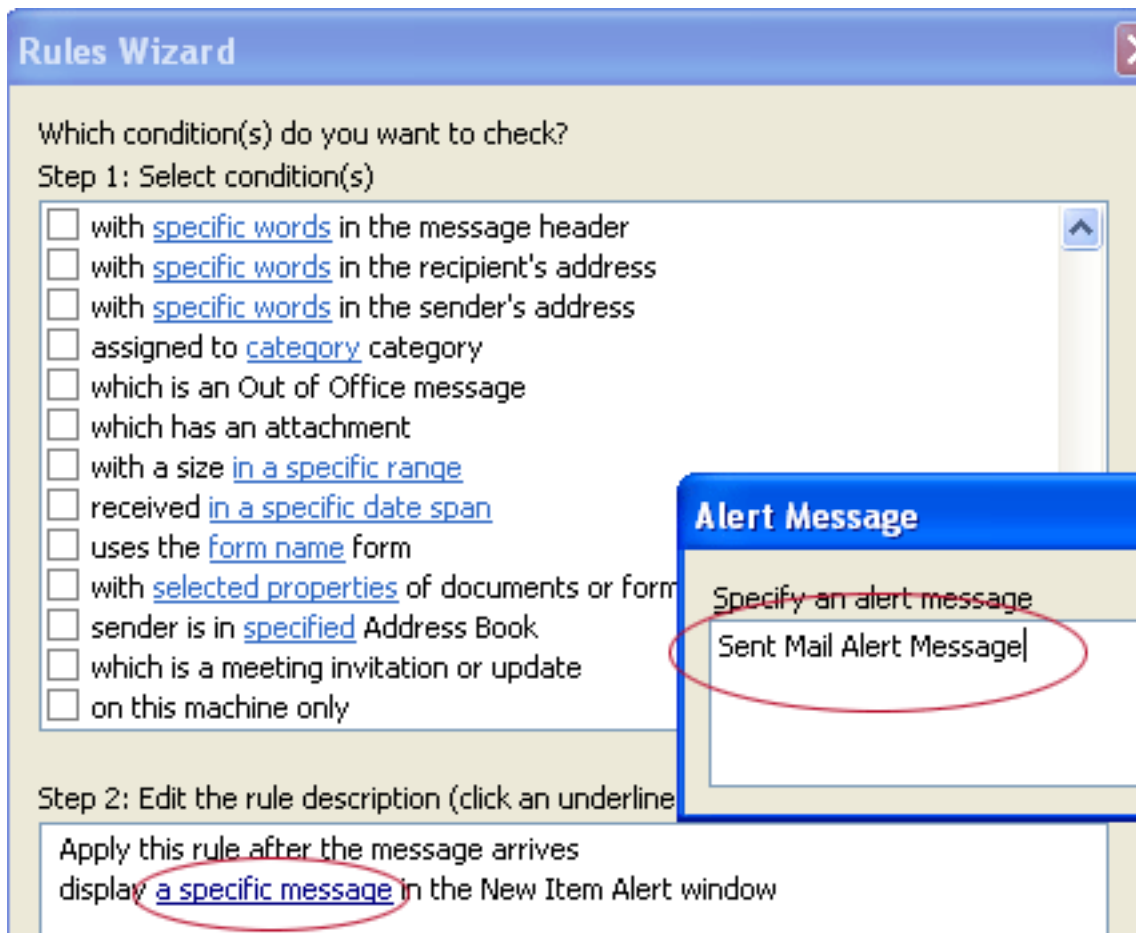 Rules Wizard
Which condition(s) do you want to check?
Step 1: Select condition(s)
with specific words in the message header
with specific words in the recipient's address
with specific words in the sender's address
assigned to category category
which is an Out of Office message
which has an attachment
with a size in a specific range
received in a specific date span
uses the form name form
with selected properties of documents or form
sender is in specified Address Book
which is a meeting invitation or update
on this machine only
Alert Message
Specify an alert message
Sent Mail Alert Message
Step 2: Edit the rule description (click an underline
Apply this rule after the message arrives
display a specific message in the New Item Alert window